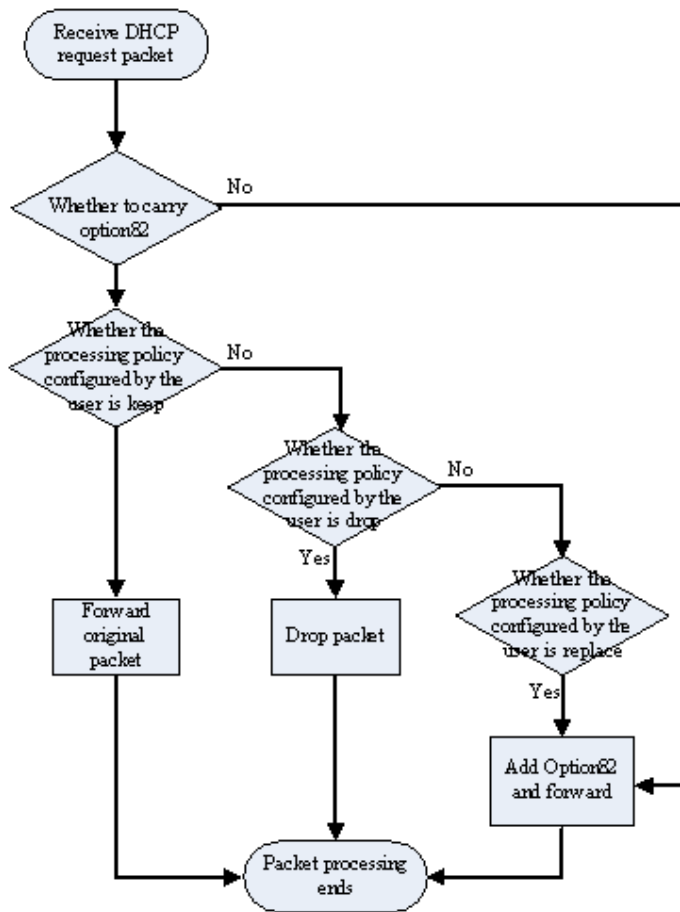 Receive DHCP
request packet
No
Whether to carry
option82
Whether the
processing policy
configured by the
user is keep
No
Whether the
processing policy
configured by the
user is drop
No
Yes
Whether the
processing policy
configured by the
user is replace
Forward
original
packet
Drop packet
Yes
Add Option82
and forward
Packet processing
ends